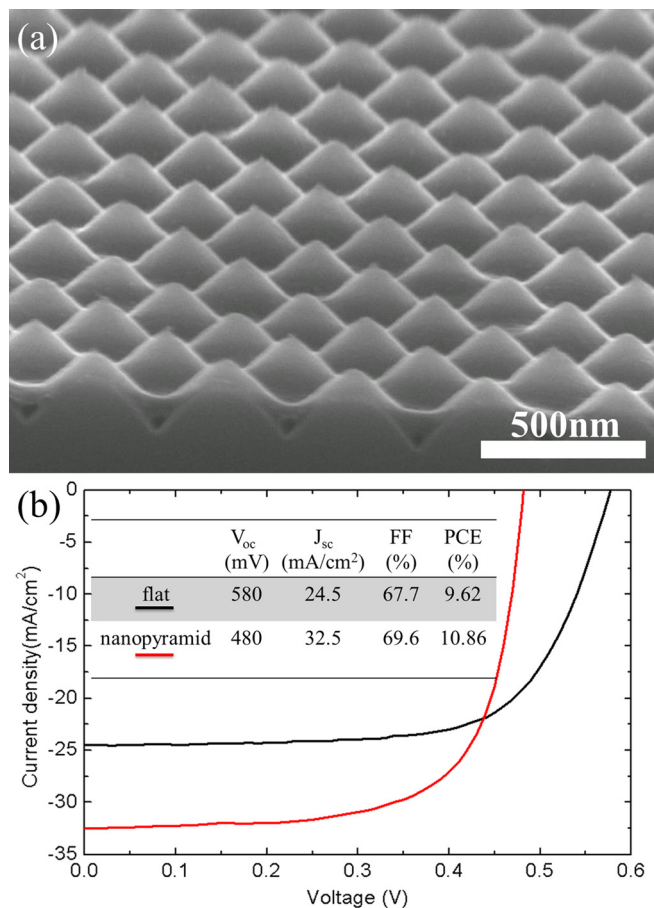 (a)
500nm
(b)
0
-5
-10
-15
-20
-25
-30
-35
Current density(mA/cm²)
V_oc J_sc FF PCE
(mV) (mA/cm²) (%) (%)
flat 580 24.5 67.7 9.62
nanopyramid 480 32.5 69.6 10.86
0.0 0.1 0.2 0.3 0.4 0.5 0.6
Voltage (V)